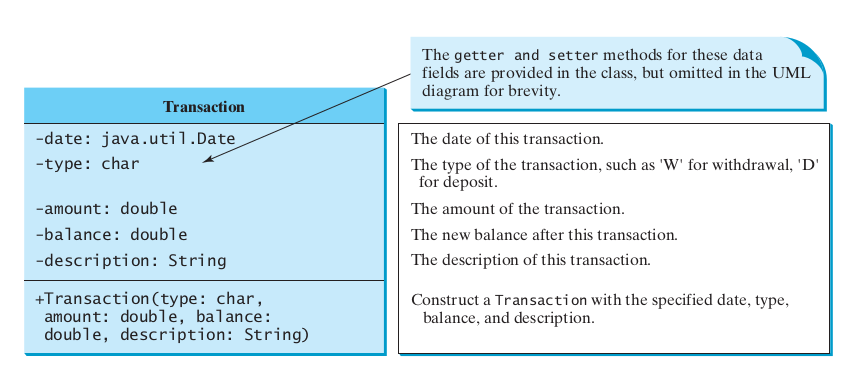 The getter and setter methods for these data
fields are provided in the class, but omitted in the UML
diagram for brevity.
Transaction
-date: java.util.Date
The date of this transaction.
-type: char
The type of the transaction, such as 'W' for withdrawal, 'D'
for deposit.
-amount: double
The amount of the transaction.
-balance: double
The new balance after this transaction.
-description: String
The description of this transaction.
+Transaction(type: char,
amount: double, balance:
double, description: String)
Construct a Transaction with the specified date, type,
balance, and description.